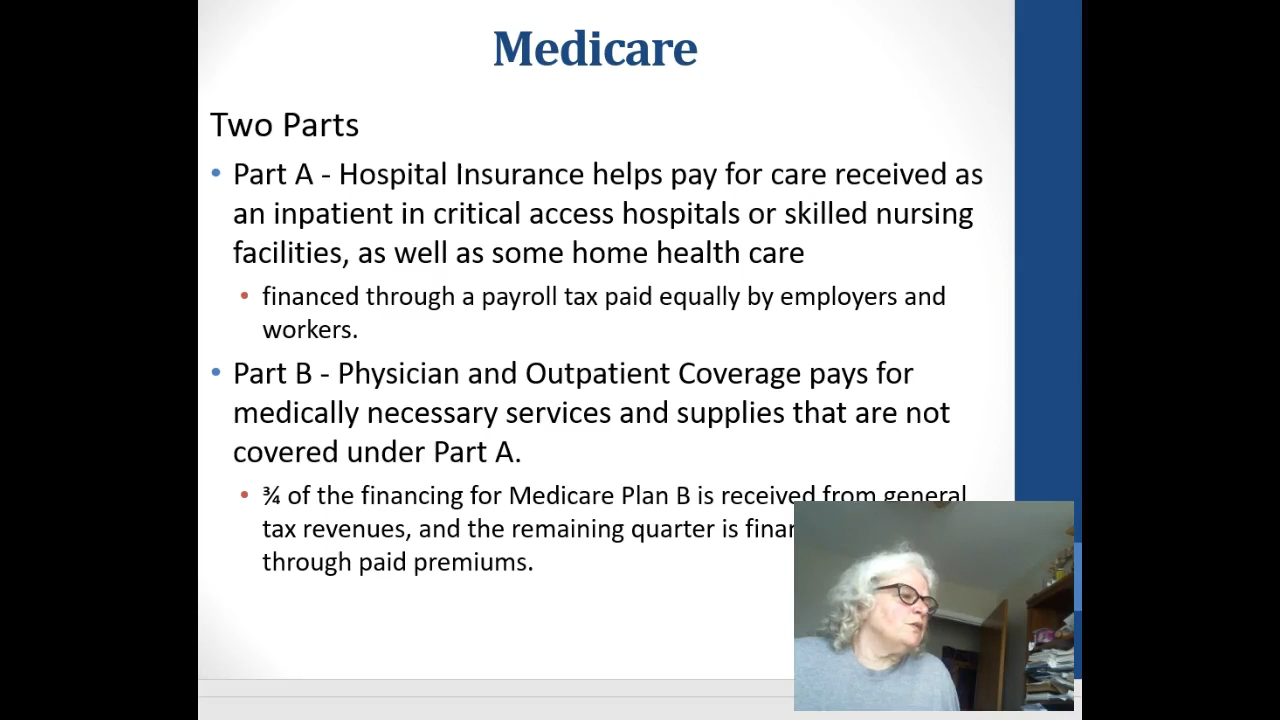 Medicare
Two Parts
• Part A - Hospital Insurance helps pay for care received as
an inpatient in critical access hospitals or skilled nursing
facilities, as well as some home health care
• financed through a payroll tax paid equally by employers and
workers.
• Part B - Physician and Outpatient Coverage pays for
medically necessary services and supplies that are not
covered under Part A.
• ¾ of the financing for Medicare Plan B is received from general
tax revenues, and the remaining quarter is
through paid premiums.